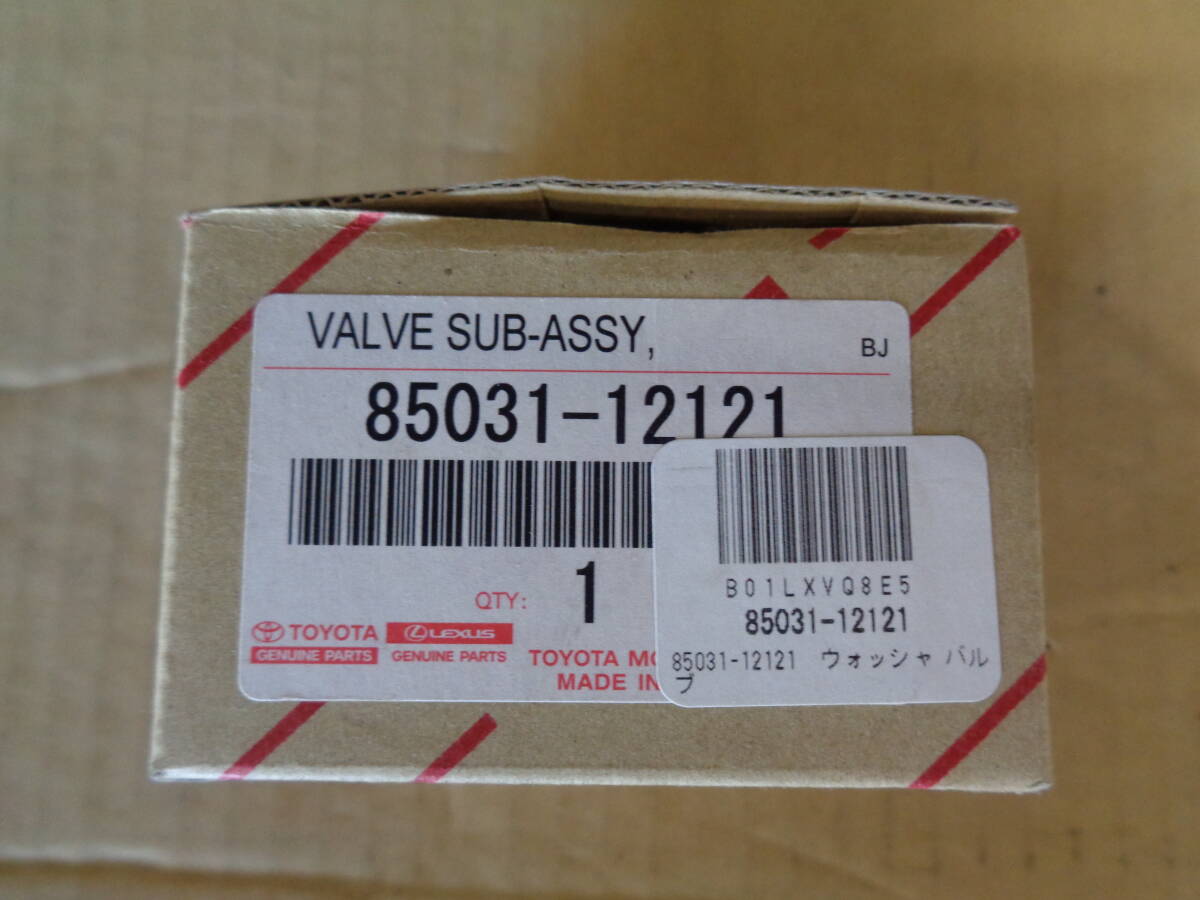 VALVE SUB-ASSY,
BJ
85031-12121
QTY: 1
TOYOTA
GENUINE PARTS
LEXUS
GENUINE PARTS
TOYOTA
MADE IN
B01LXVQ8E5
85031-12121
85031-12121 ウォッシャ バル
ブ